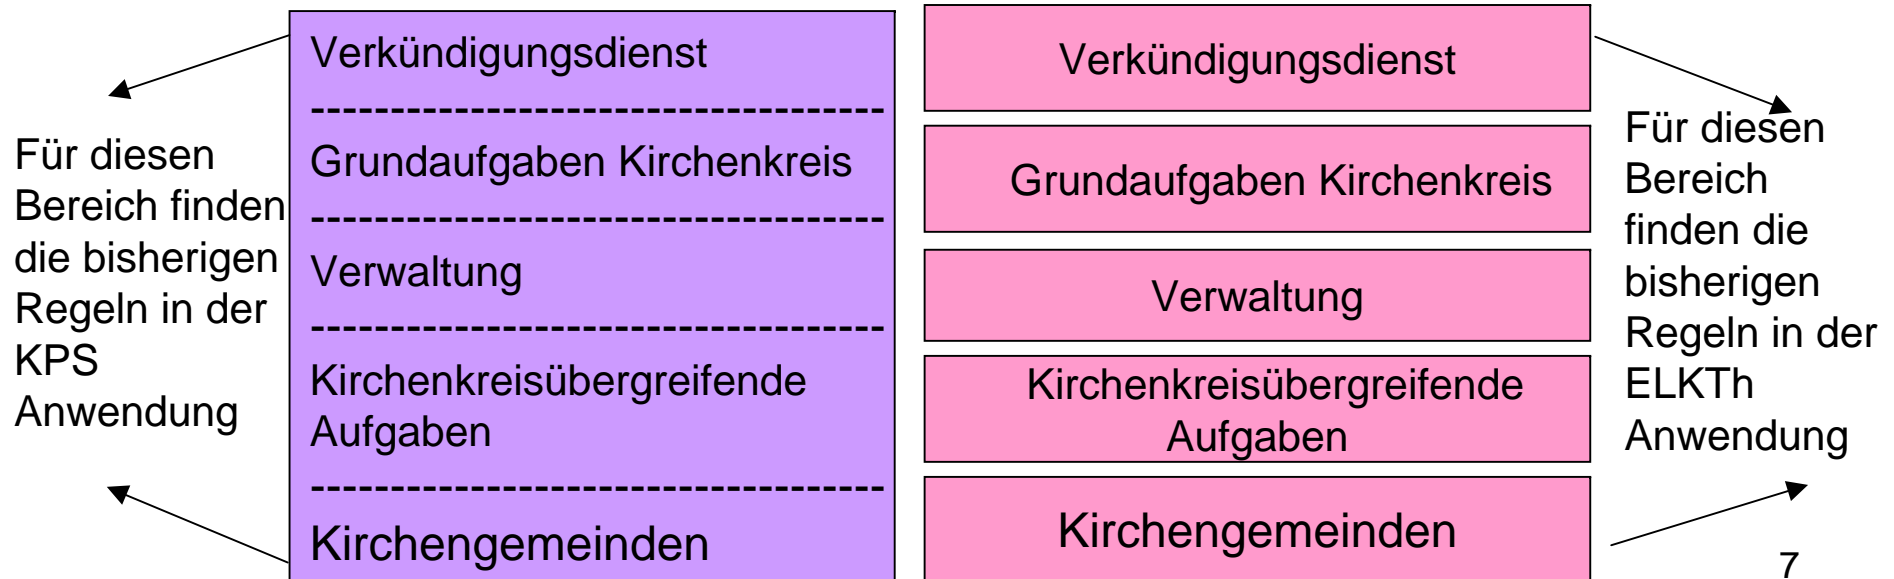 Für diesen
Bereich finden
die bisherigen
Regeln in der
KPS
Anwendung
Verkündigungsdienst
------------------------------------
Grundaufgaben Kirchenkreis
------------------------------------
Verwaltung
------------------------------------
Kirchenkreisübergreifende
Aufgaben
------------------------------------
Kirchengemeinden
Verkündigungsdienst
Grundaufgaben Kirchenkreis
Verwaltung
Kirchenkreisübergreifende
Aufgaben
Kirchengemeinden
Für diesen
Bereich
finden die
bisherigen
Regeln in der
ELKTh
Anwendung
7